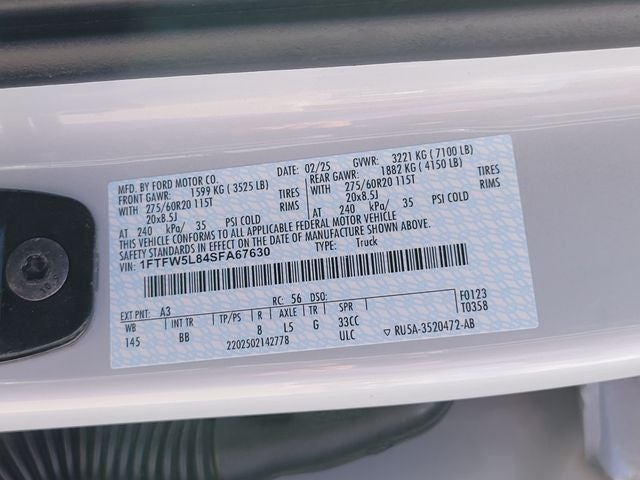 MFD. BY FORD MOTOR CO. DATE: 02/25 GVWR: 3221 KG ( 7100 LB)
FRONT GAWR: 1599 KG ( 3525 LB) REAR GAWR: 1882 KG ( 4150 LB)
WITH 275/60R20 115T TIRES WITH 275/60R20 115T TIRES
20x8.5J RIMS 20x8.5J RIMS
AT 240 kPa/ 35 PSI COLD AT 240 kPa/ 35 PSI COLD
THIS VEHICLE CONFORMS TO ALL APPLICABLE FEDERAL MOTOR VEHICLE
SAFETY STANDARDS IN EFFECT ON THE DATE OF MANUFACTURE SHOWN ABOVE.
VIN: 1FTFW5L84SFA67630 TYPE: Truck
EXT PNT: A3 RC: 56 DSO: F0123
WB INT TR TP/PS R AXLE TR SPR T0358
145 BB 8 L5 G 33CC
2202502142778 ULC ▽ RU5A-3520472-AB